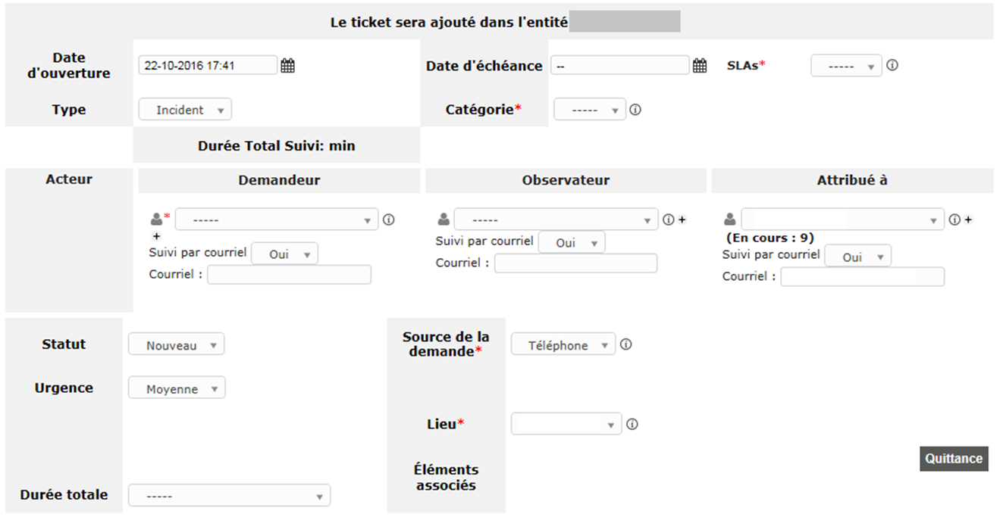 Le ticket sera ajouté dans l'entité
Date d'ouverture 22-10-2016 17:41 Date d'échéance -- SLAs* -----
Type Incident Catégorie* -----
Durée Total Suivi: min
Acteur Demandeur Observateur Attribué à
* ----- ----- +
+ (En cours : 9)
Suivi par courriel Oui Suivi par courriel Oui Suivi par courriel Oui
Courriel : Courriel : Courriel :
Statut Nouveau Source de la demande* Téléphone
Urgence Moyenne
Lieu*
Éléments associés
Quittance
Durée totale -----